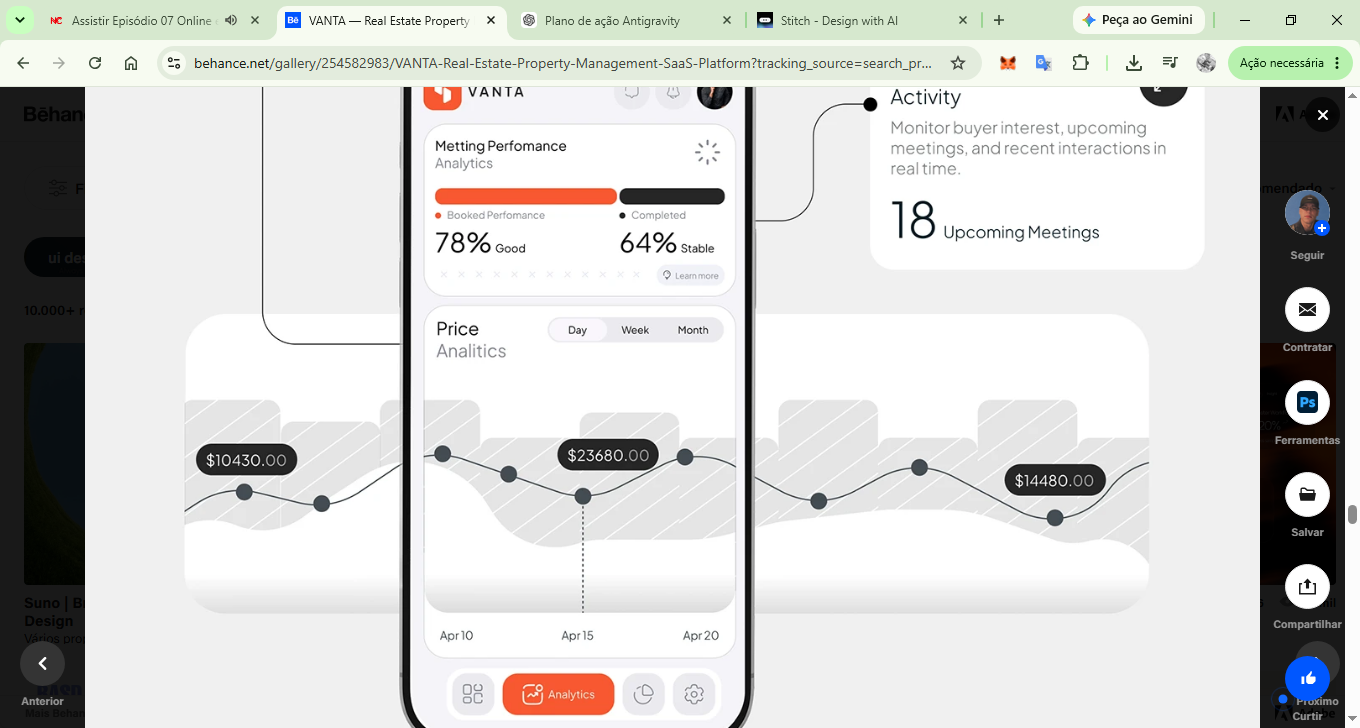 Assistir Episódio 07 Online
VANTA — Real Estate Property
Plano de ação Antigravity
Stitch - Design with AI
Peça ao Gemini
behance.net/gallery/254582983/VANTA-Real-Estate-Property-Management-SaaS-Platform?tracking_source=search_pr...
Ação necessária
VANTA
Metting Perfomance
Analytics
Booked Perfomance
Completed
78% Good
64% Stable
Learn more
Price
Analitics
Day
Week
Month
$10430.00
$23680.00
$14480.00
Apr 10
Apr 15
Apr 20
Analytics
Activity
Monitor buyer interest, upcoming
meetings, and recent interactions in
real time.
18 Upcoming Meetings
Seguir
Contratar
Ps
Ferramentas
Salvar
Compartilhar
Próximo
Curtir
Anterior
ui des
10.000+ r
Suno | B
Design